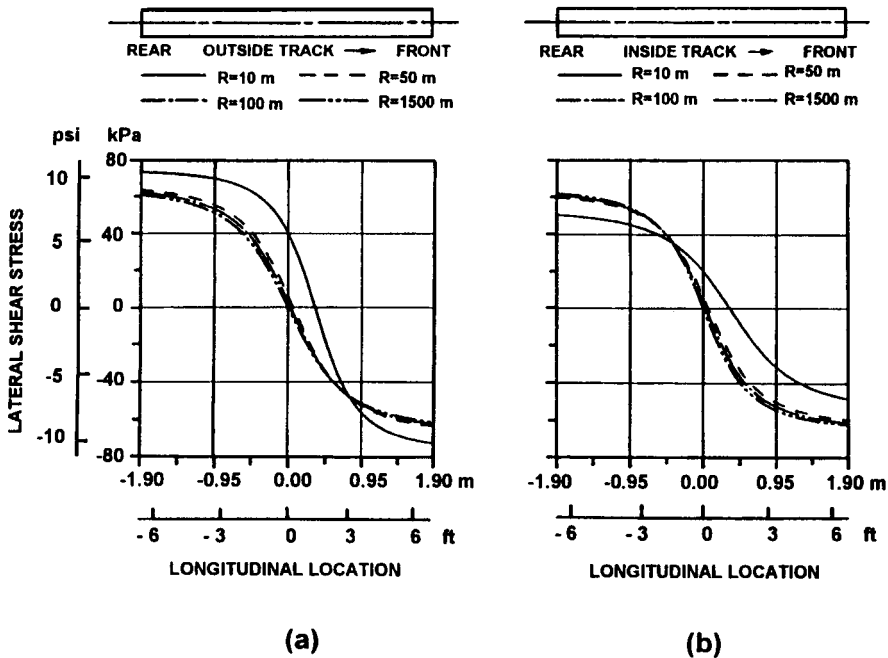 REAR OUTSIDE TRACK → FRONT
R=10 m R=50 m
R=100 m R=1500 m
psi kPa
80
10
40
5
0 0
-5
-40
-10
-80
LATERAL SHEAR STRESS
-1.90 -0.95 0.00 0.95 1.90 m
-6 -3 0 3 6 ft
LONGITUDINAL LOCATION
(a)
REAR INSIDE TRACK → FRONT
R=10 m R=50 m
R=100 m R=1500 m
-1.90 -0.95 0.00 0.95 1.90 m
-6 -3 0 3 6 ft
LONGITUDINAL LOCATION
(b)